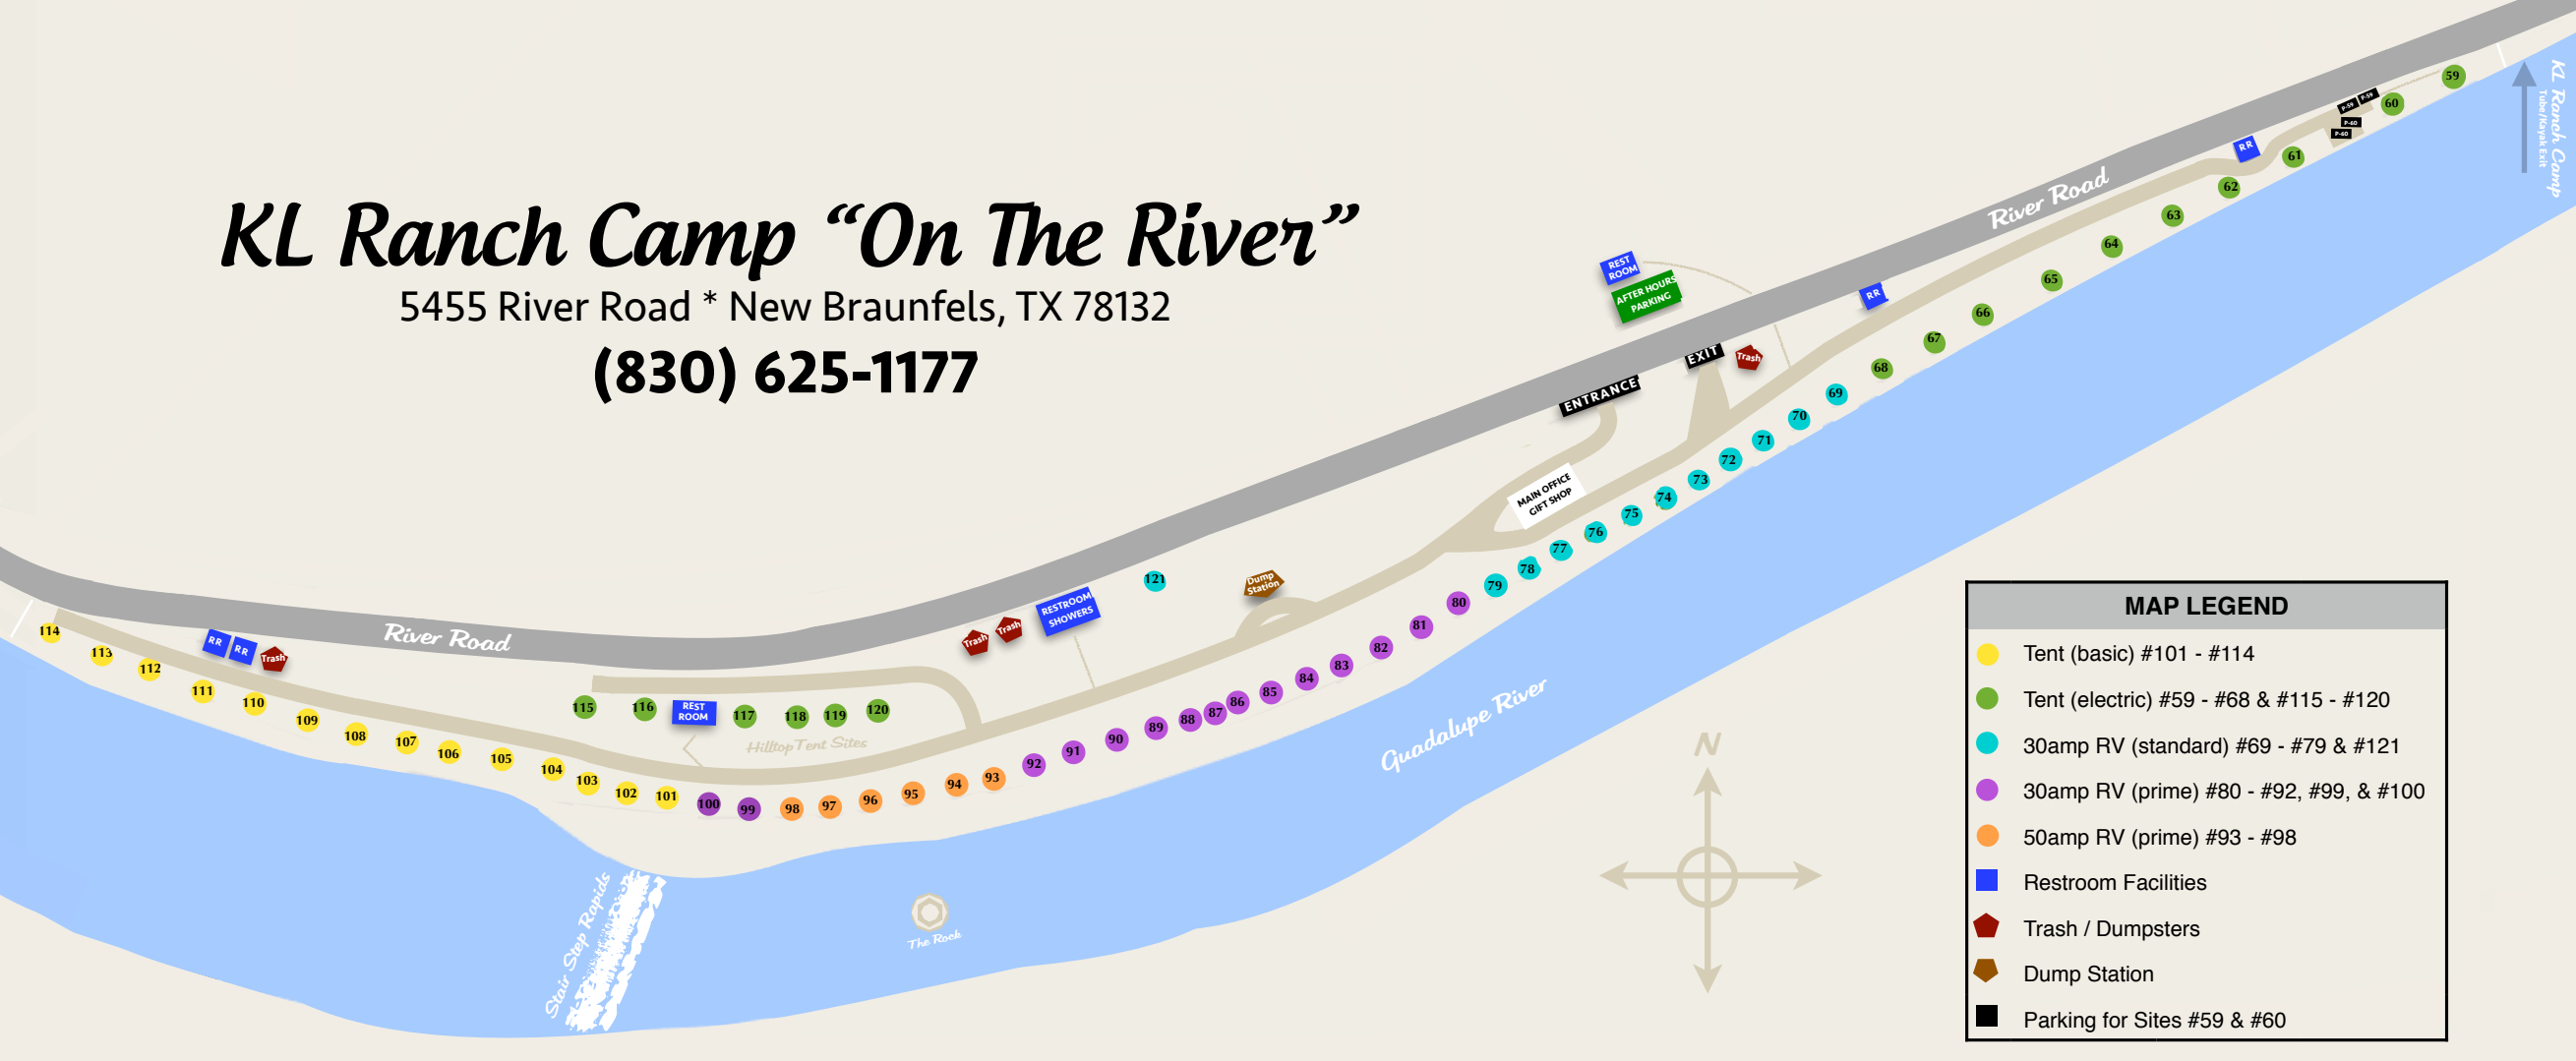 KL Ranch Camp “On The River”
5455 River Road * New Braunfels, TX 78132
(830) 625-1177
KL Ranch Camp
Tube/Kayak Exit
59
60
P-59
P-59
P-60
P-60
61
RR
62
63
River Road
64
65
66
RR
67
68
REST
ROOM
AFTER HOURS
PARKING
EXIT
Trash
ENTRANCE
69
70
71
72
73
74
75
76
77
78
79
MAIN OFFICE
GIFT SHOP
80
81
82
83
84
85
86
87
88
89
90
91
92
Dump
Station
121
RESTROOM
SHOWERS
Trash
Trash
93
94
95
96
97
98
99
100
River Road
115
116
REST
ROOM
117
118
119
120
Hilltop Tent Sites
RR
RR
Trash
114
113
112
111
110
109
108
107
106
105
104
103
102
101
Guadalupe River
Stair Step Rapids
The Rock
N
MAP LEGEND
Tent (basic) #101 - #114
Tent (electric) #59 - #68 & #115 - #120
30amp RV (standard) #69 - #79 & #121
30amp RV (prime) #80 - #92, #99, & #100
50amp RV (prime) #93 - #98
Restroom Facilities
Trash / Dumpsters
Dump Station
Parking for Sites #59 & #60